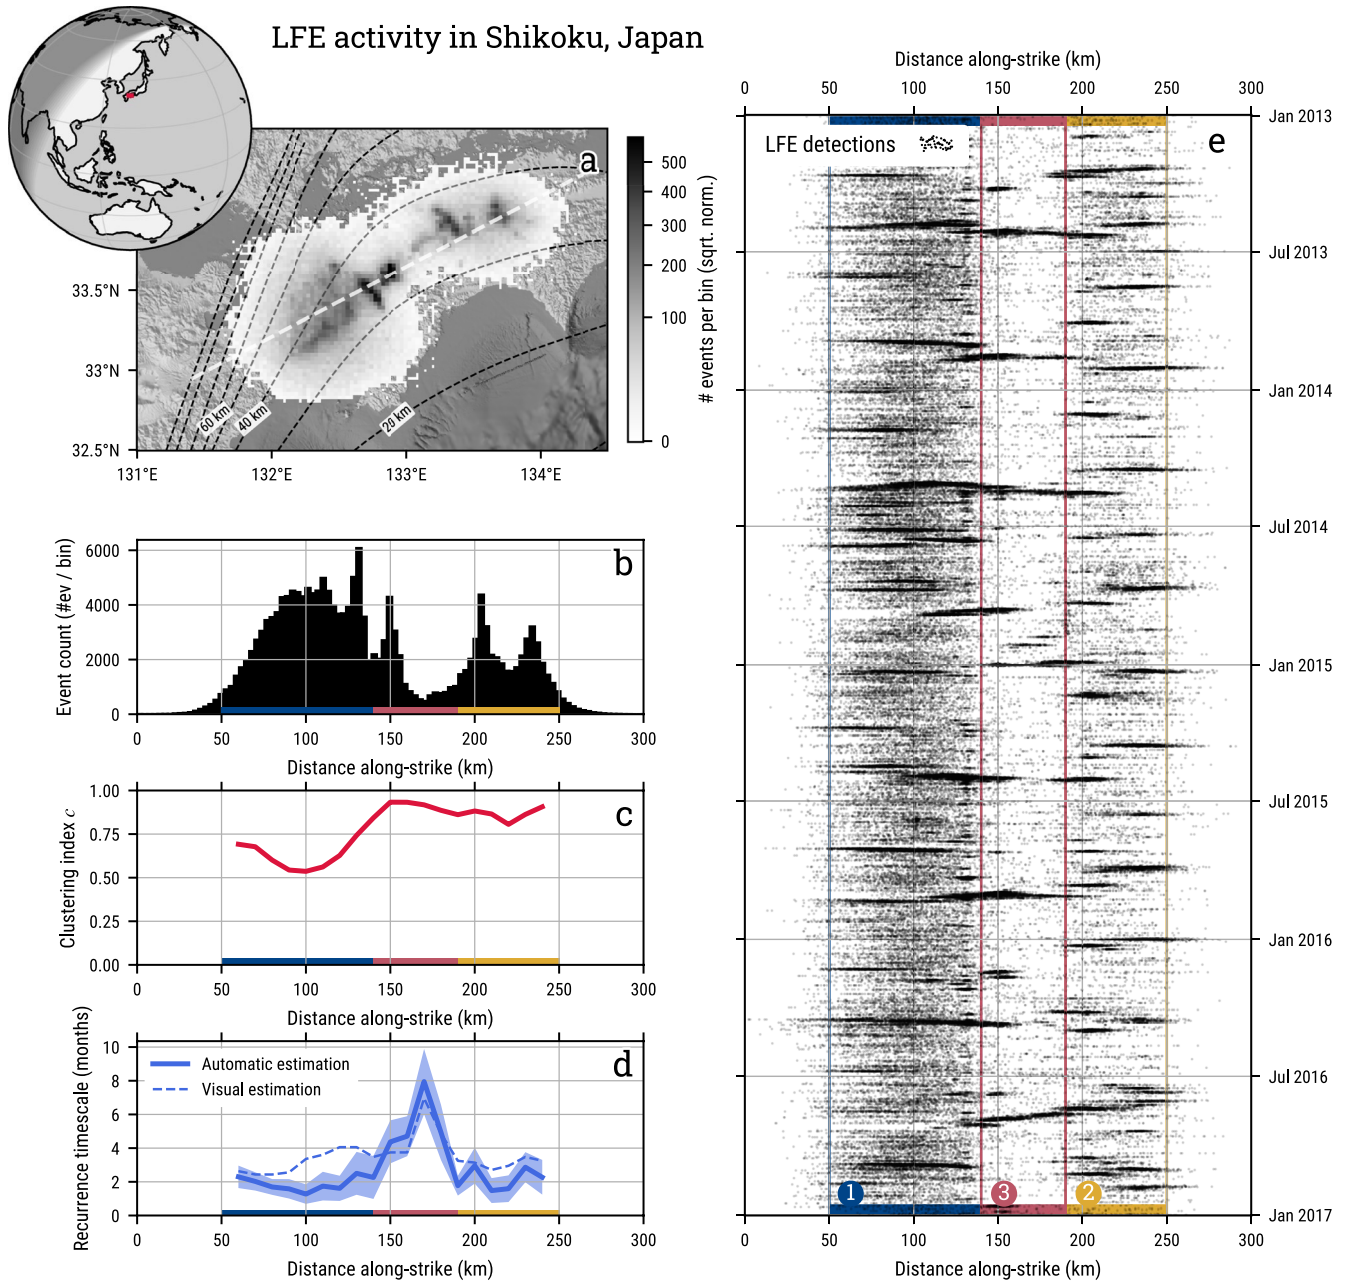 LFE activity in Shikoku, Japan
a
33.5°N
33°N
32.5°N
131°E
132°E
133°E
134°E
60 km
40 km
20 km
500
400
300
200
100
0
# events per bin (sqrt. norm.)
b
Event count (#ev / bin)
6000
4000
2000
0
0 50 100 150 200 250 300
Distance along-strike (km)
c
Clustering index c
1.00
0.75
0.50
0.25
0.00
0 50 100 150 200 250 300
Distance along-strike (km)
d
Recurrence timescale (months)
Automatic estimation
Visual estimation
10
8
6
4
2
0
0 50 100 150 200 250 300
Distance along-strike (km)
Distance along-strike (km)
0 50 100 150 200 250 300
LFE detections
e
Jan 2013
Jul 2013
Jan 2014
Jul 2014
Jan 2015
Jul 2015
Jan 2016
Jul 2016
Jan 2017
1 3 2
0 50 100 150 200 250 300
Distance along-strike (km)